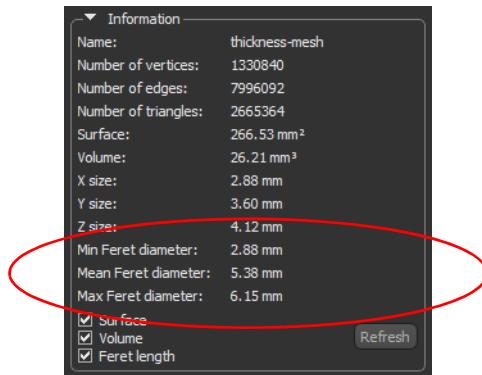 Information
Name: thickness-mesh
Number of vertices: 1330840
Number of edges: 7996092
Number of triangles: 2665364
Surface: 266.53 mm²
Volume: 26.21 mm³
X size: 2.88 mm
Y size: 3.60 mm
Z size: 4.12 mm
Min Feret diameter: 2.88 mm
Mean Feret diameter: 5.38 mm
Max Feret diameter: 6.15 mm
Surface
Volume Refresh
Feret length